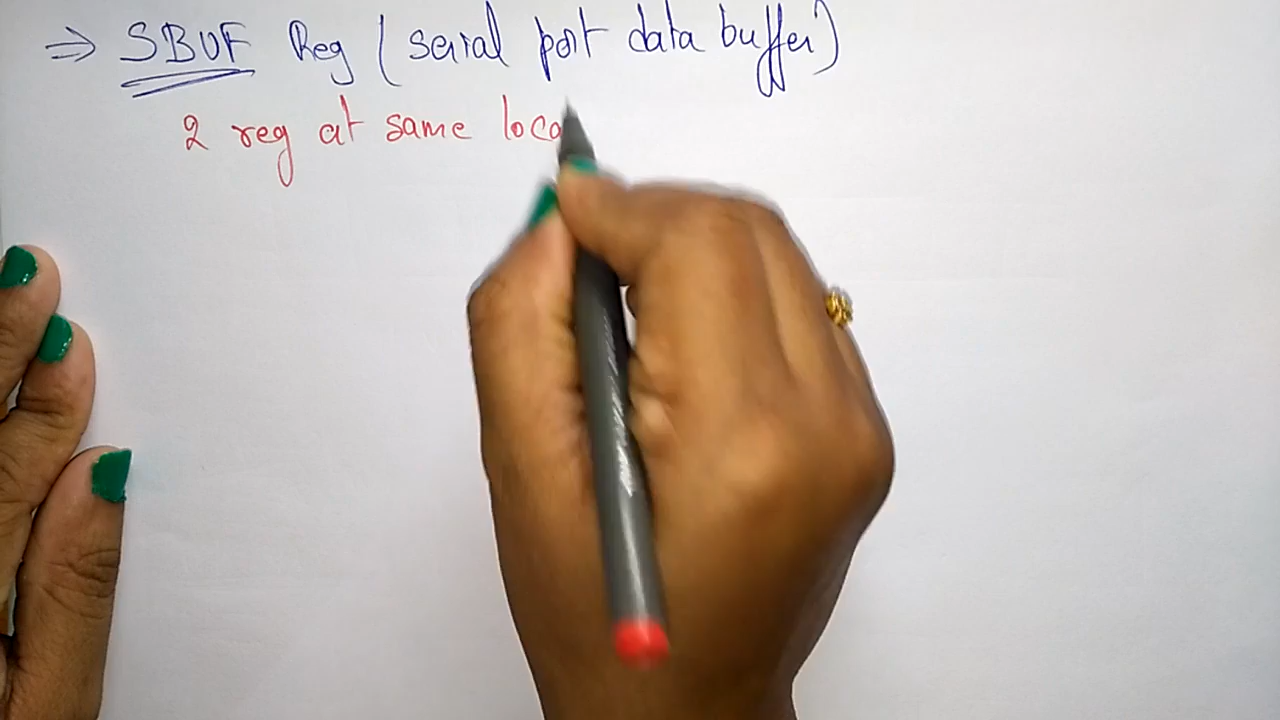 ⇒ SBUF Reg (serial port data buffer)
2 reg at same loca